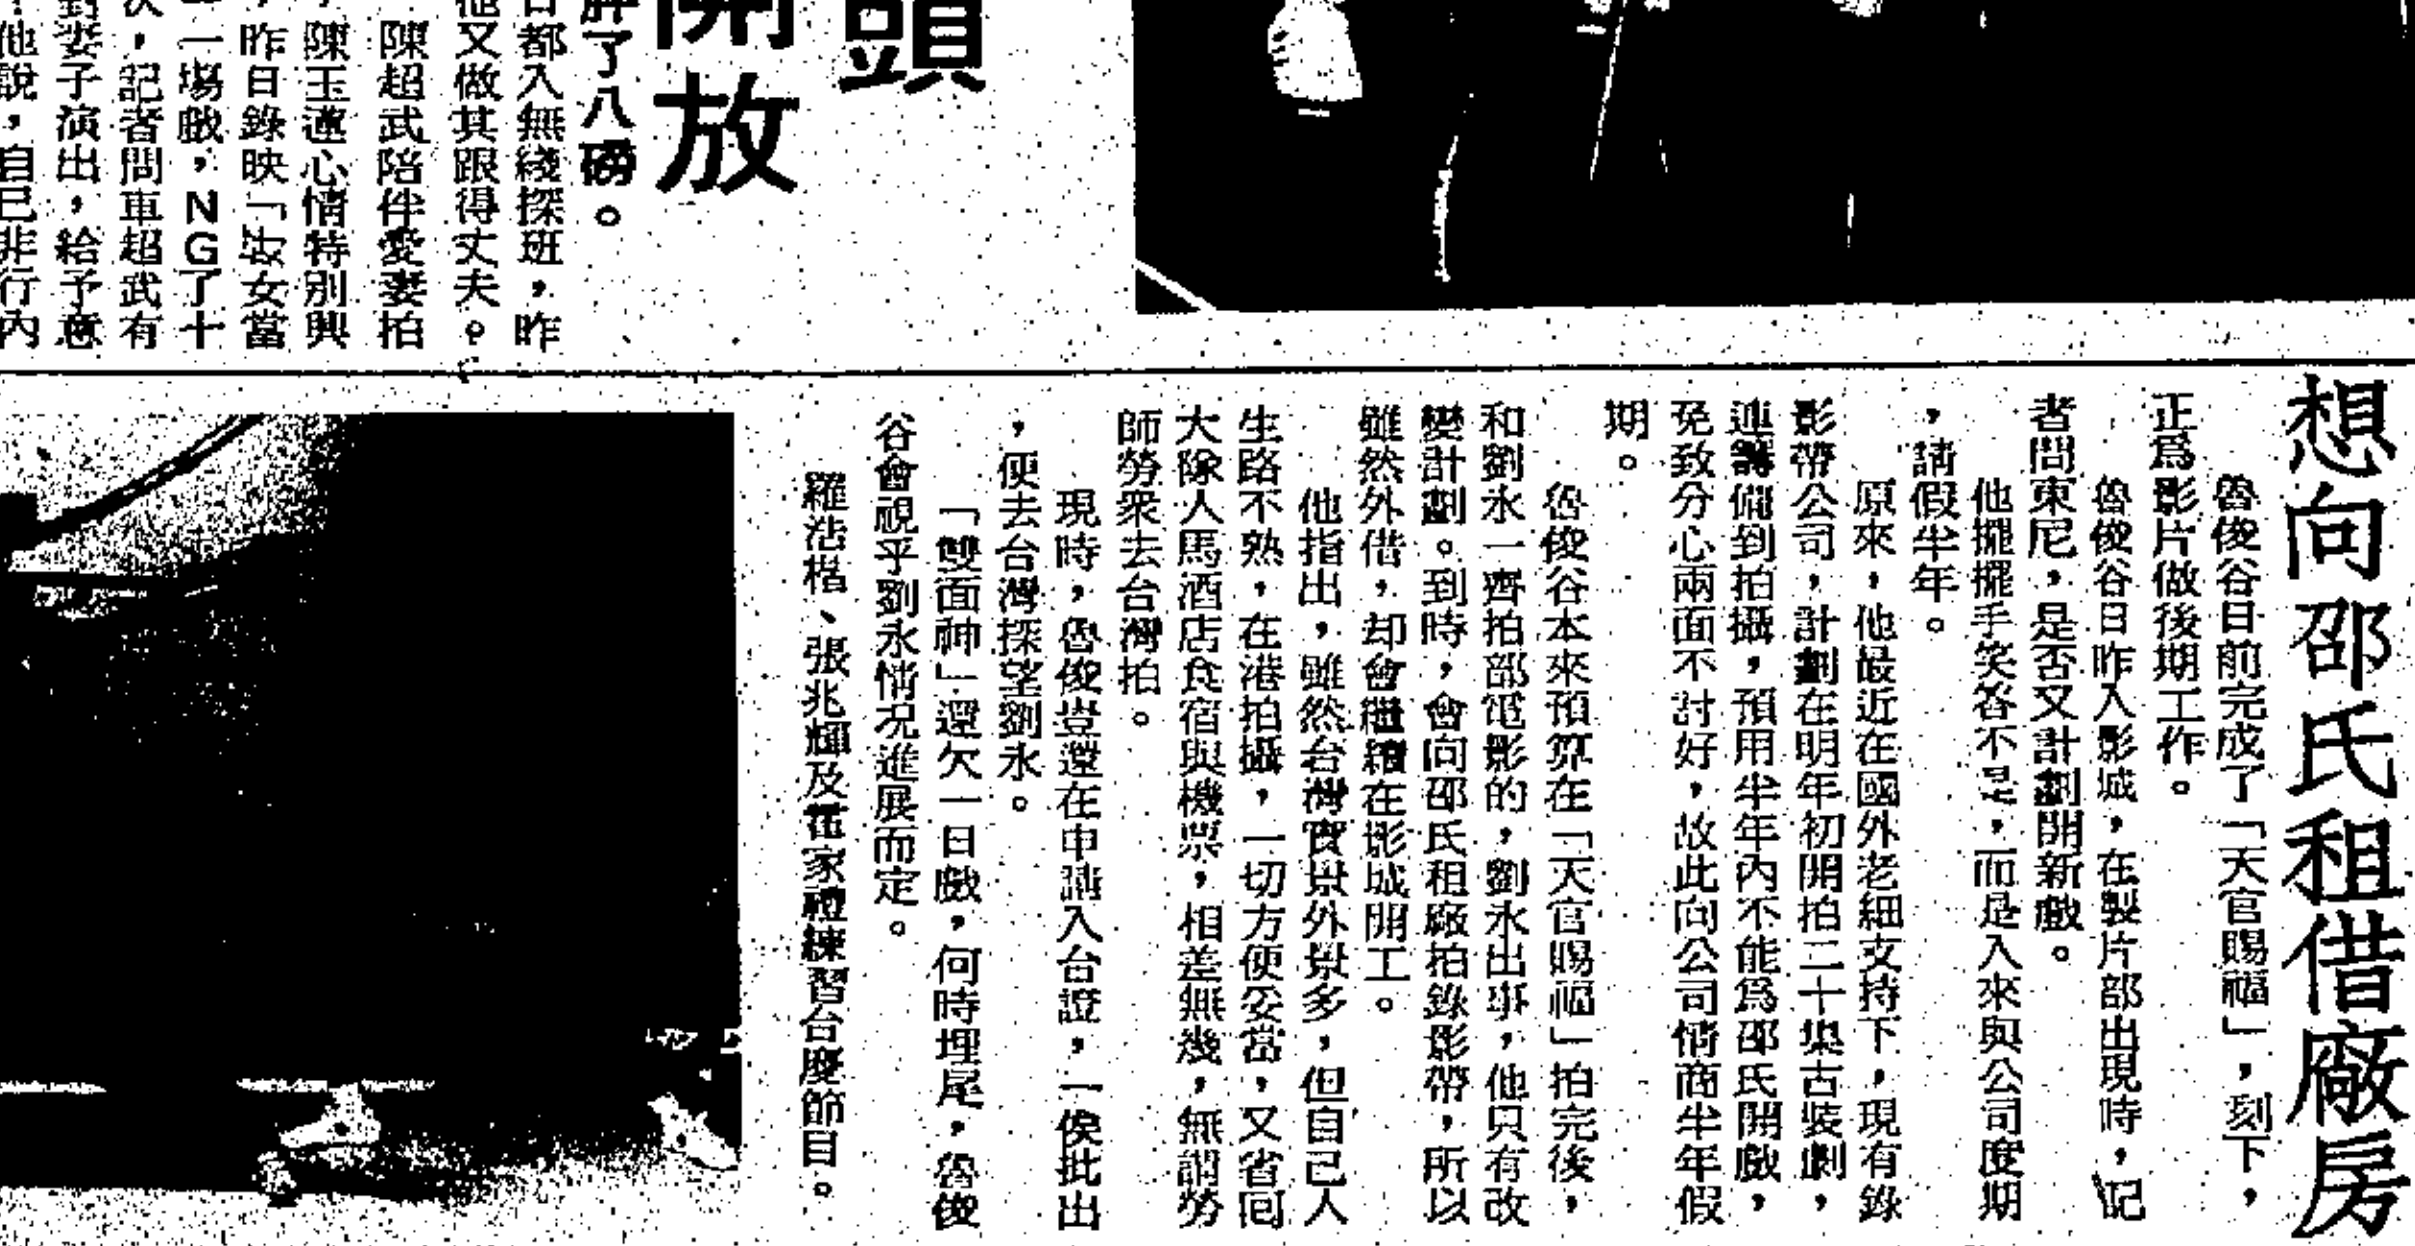 頭
開放
胖了八磅。
日都入無綫探班，昨
他又做其跟得丈夫。
陳超武陪伴愛妻拍
陳玉蓮心情特別興
，昨日錄映「女當
一場戲，NG了十
次，記者問車超武有
對妻子演出，給予意
他說，自己非行內
想向邵氏租借廠房
魯俊谷目前完成了「天官賜福」，刻下，
正爲影片做後期工作。
魯俊谷日昨入影城，在製片部出現時，記
者問東尼，是否又計劃開新戲。
他擺擺手笑答不是，而是入來與公司度期
，請假半年。
原來，他最近在國外老細支持下，現有錄
影帶公司，計劃在明年初開拍二十集古裝劇，
連籌備到拍攝，預用半年內不能爲邵氏開戲，
免致分心兩面不討好，故此向公司情商半年假
期。
魯俊谷本來預算在「天官賜福」拍完後，
和劉永一齊拍部電影的，劉永出事，他只有改
變計劃。到時，會向邵氏租廠拍錄影帶，所以
雖然外借，却會繼續在影城開工。
他指出，雖然台灣實景外景多，但自己人
生路不熟，在港拍攝，一切方便妥當，又省囘
大隊人馬酒店食宿與機票，相差無幾，無謂勞
師勞衆去台灣拍。
現時，魯俊豈還在申請入台證，一俟批出
，便去台灣探望劉永。
「雙面神」還欠一日戲，何時埋尾，魯俊
谷會視乎劉永情況進展而定。
羅浩楷、張兆輝及霍家禮練習台慶節目。